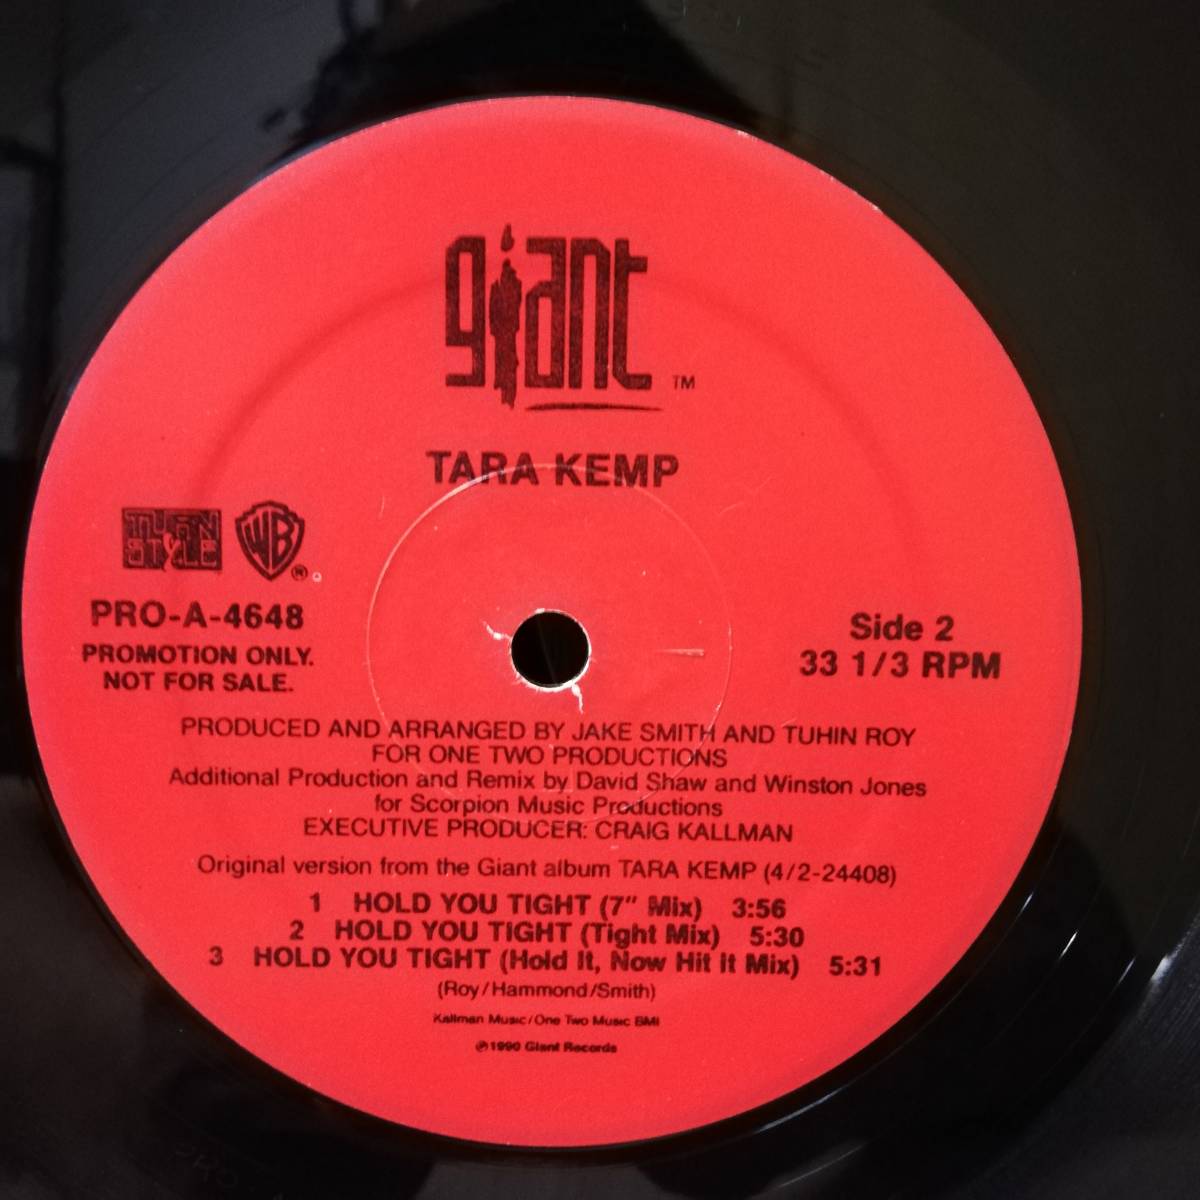 giant TM
TARA KEMP
TURN
STYLE
WB ®
PRO-A-4648
PROMOTION ONLY.
NOT FOR SALE.
Side 2
33 1/3 RPM
PRODUCED AND ARRANGED BY JAKE SMITH AND TUHIN ROY
FOR ONE TWO PRODUCTIONS
Additional Production and Remix by David Shaw and Winston Jones
for Scorpion Music Productions
EXECUTIVE PRODUCER: CRAIG KALLMAN
Original version from the Giant album TARA KEMP (4/2-24408)
1 HOLD YOU TIGHT (7" Mix) 3:56
2 HOLD YOU TIGHT (Tight Mix) 5:30
3 HOLD YOU TIGHT (Hold It, Now Hit It Mix) 5:31
(Roy/Hammond/Smith)
Kallman Music/One Two Music BMI
℗1990 Giant Records